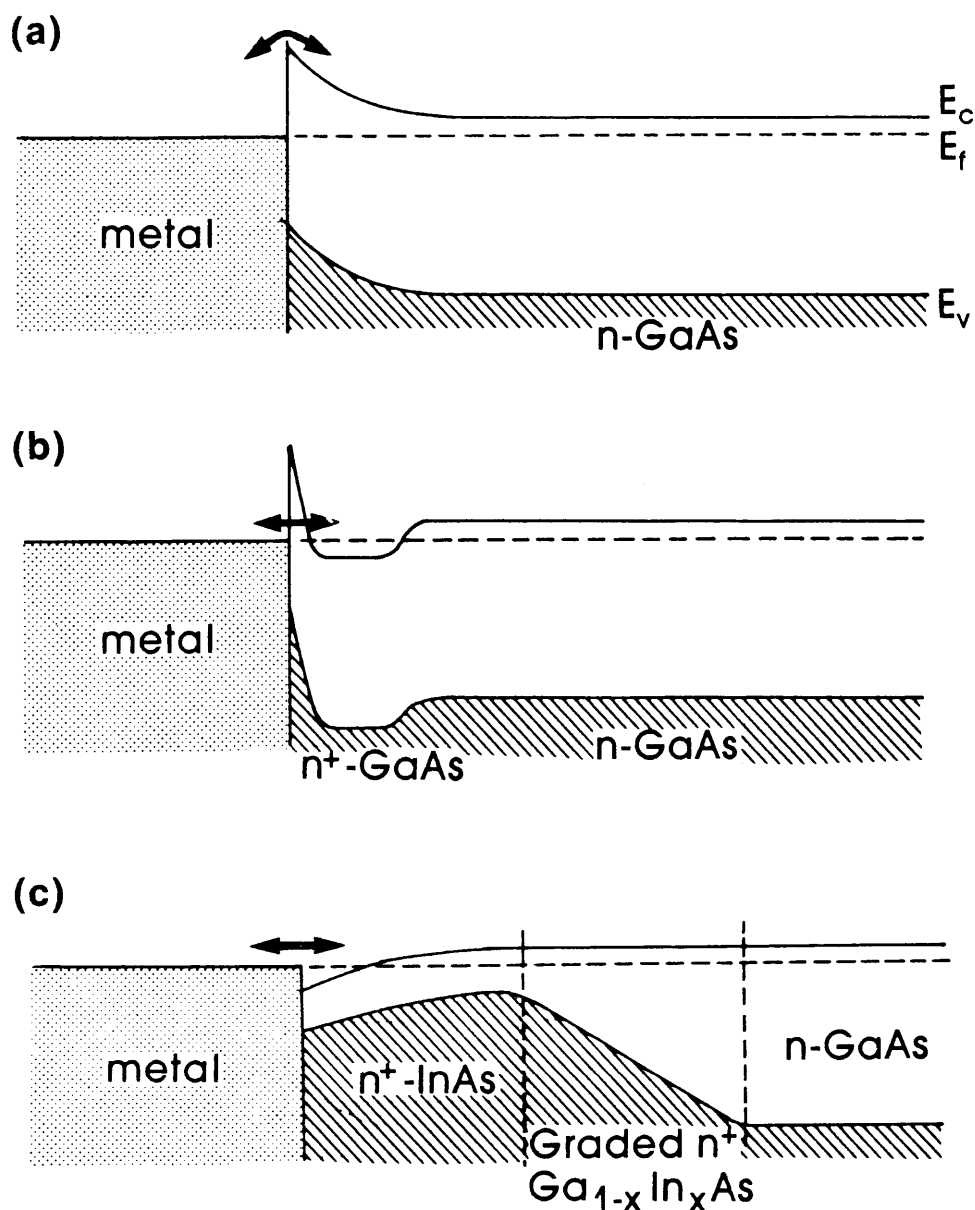 (a)
E_c
E_f
metal
E_v
n-GaAs
(b)
metal
n⁺-GaAs
n-GaAs
(c)
metal
n⁺-InAs
n-GaAs
Graded n⁺
Ga₁₋ₓInₓAs